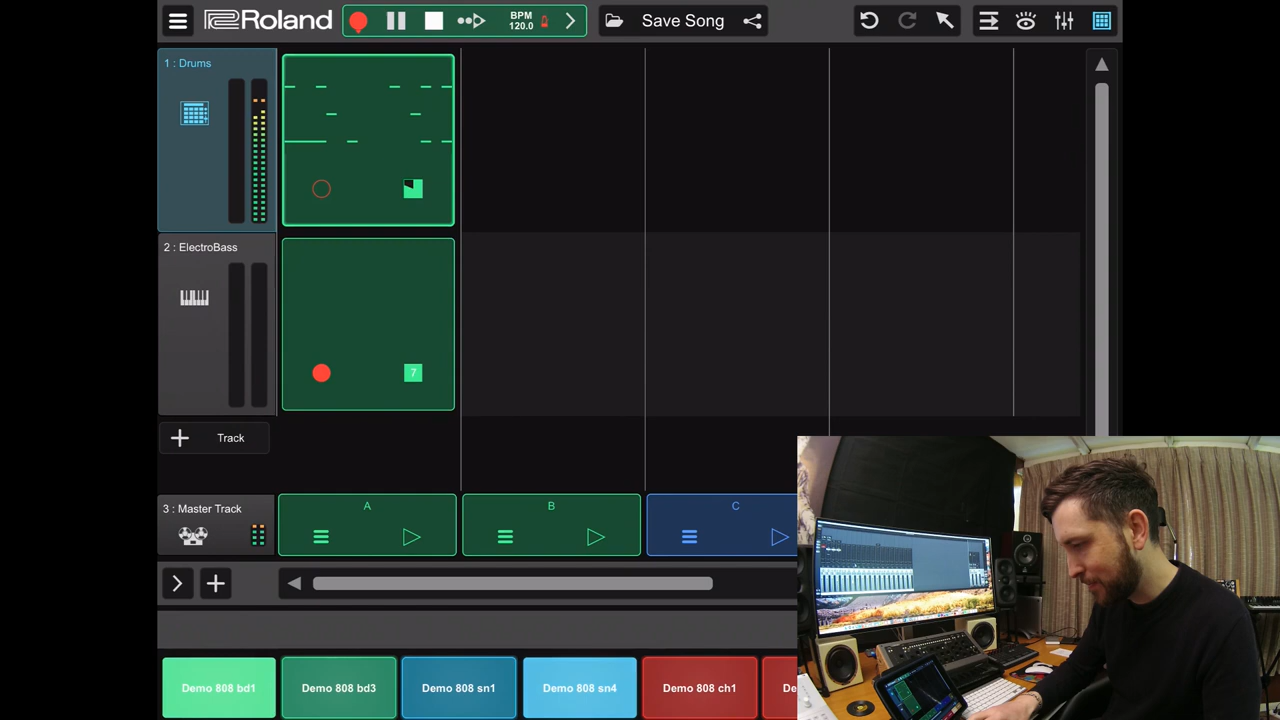 Roland
BPM
120.0
Save Song
1 : Drums
2 : ElectroBass
7
Track
3 : Master Track
A
B
C
Demo 808 bd1
Demo 808 bd3
Demo 808 sn1
Demo 808 sn4
Demo 808 ch1
De